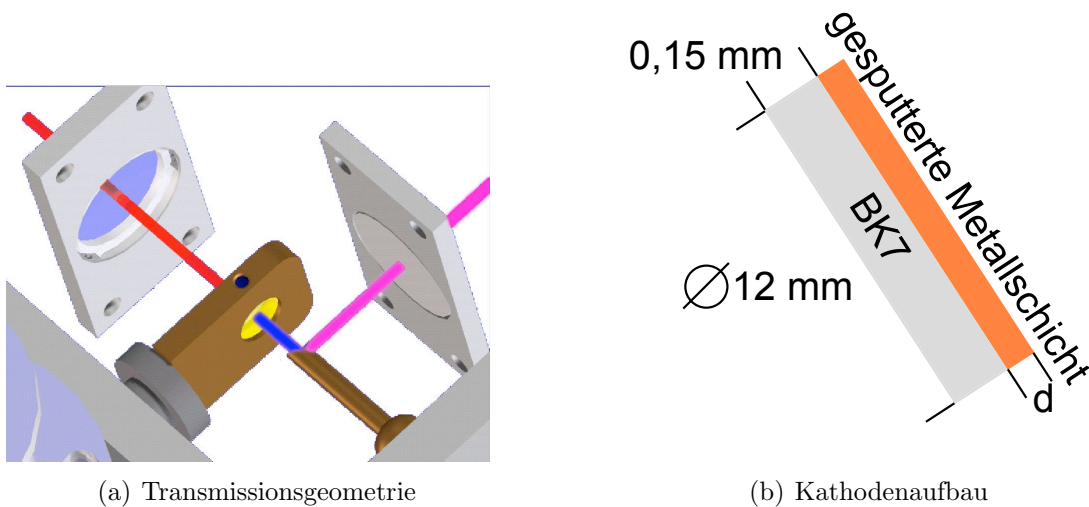 0,15 mm
gesputterte Metallschicht
BK7
∅12 mm
d
(a) Transmissionsgeometrie
(b) Kathodenaufbau